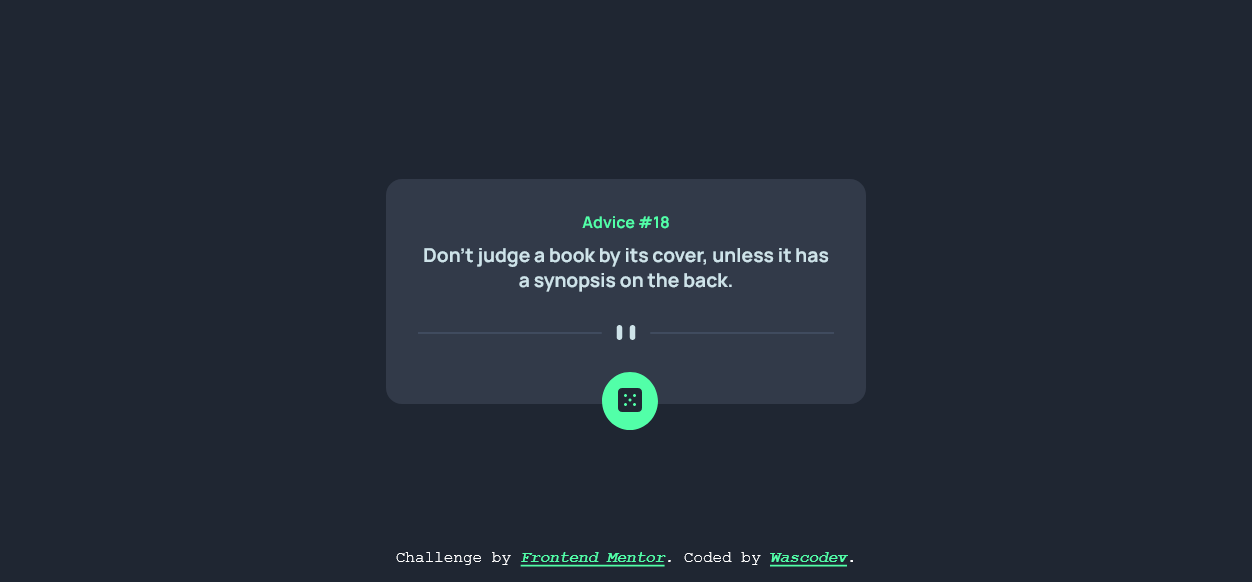 Advice #18
Don’t judge a book by its cover, unless it has
a synopsis on the back.
Challenge by Frontend Mentor. Coded by Wascodev.